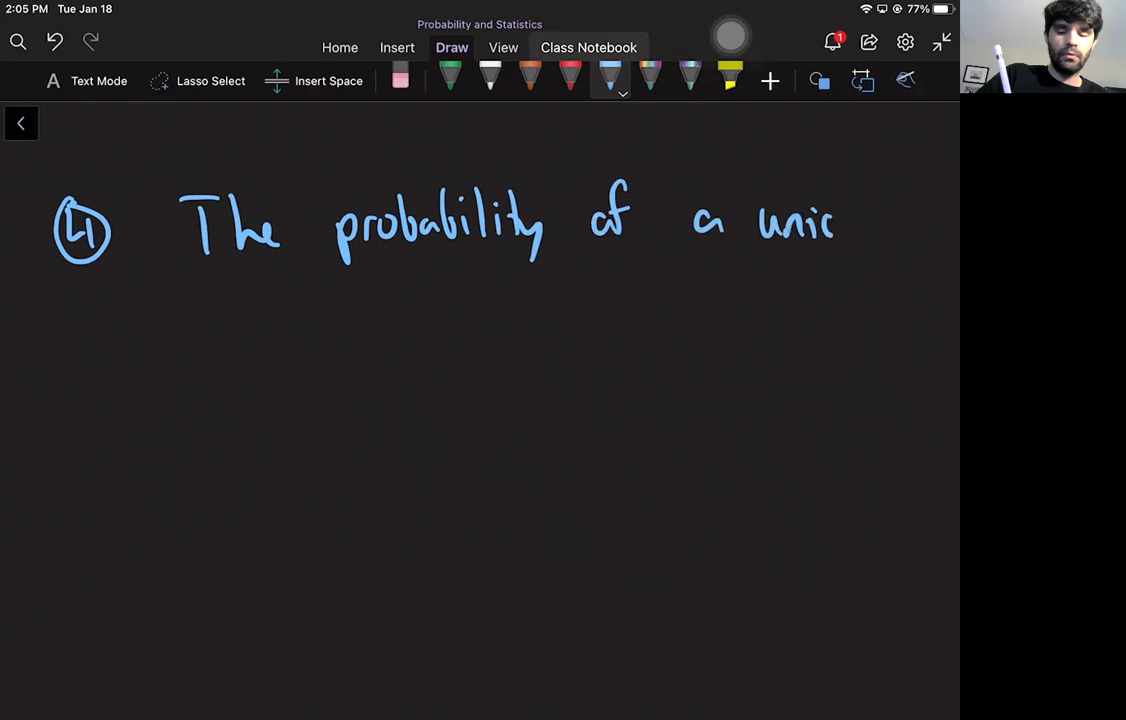 2:05 PM Tue Jan 18 77%
Probability and Statistics
Home Insert Draw View Class Notebook 1
A Text Mode Lasso Select Insert Space
4 The probability of a unic